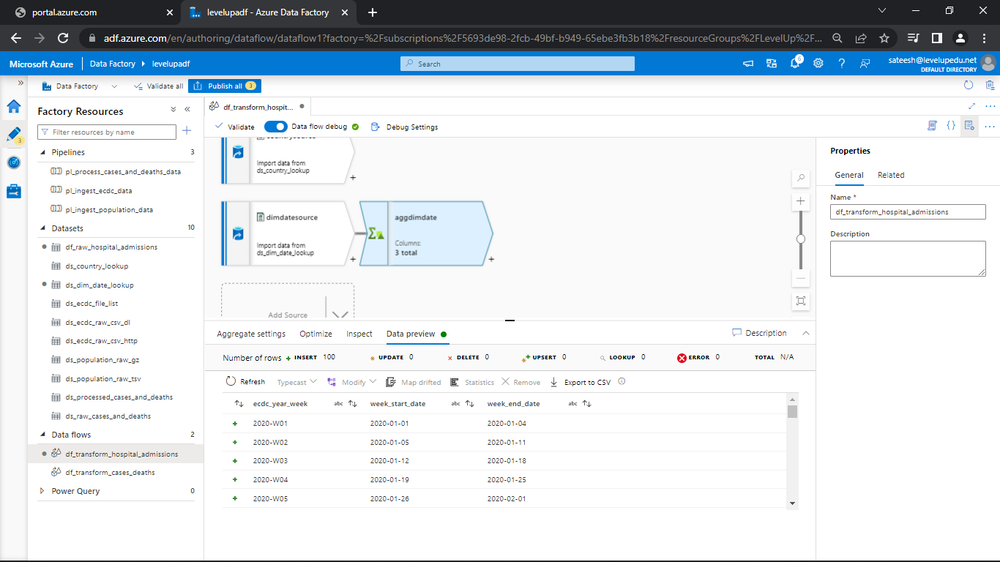 portal.azure.com
levelupadf - Azure Data Factory
adf.azure.com/en/authoring/dataflow/dataflow1?factory=%2Fsubscriptions%2F5693de98-2fcb-49bf-b949-65ebe3fb3b18%2FresourceGroups%2FLevelUp%2F...
Microsoft Azure
Data Factory
levelupadf
Search
6
sateesh@levelupedu.net
DEFAULT DIRECTORY
Data Factory
Validate all
Publish all 3
3
Factory Resources
Filter resources by name
Pipelines 3
pl_process_cases_and_deaths_data
pl_ingest_ecdc_data
pl_ingest_population_data
Datasets 10
df_raw_hospital_admissions
ds_country_lookup
ds_dim_date_lookup
ds_ecdc_file_list
ds_ecdc_raw_csv_dl
ds_ecdc_raw_csv_http
ds_population_raw_gz
ds_population_raw_tsv
ds_processed_cases_and_deaths
ds_raw_cases_and_deaths
Data flows 2
df_transform_hospital_admissions
df_transform_cases_deaths
Power Query 0
df_transform_hospit...
Validate
Data flow debug
Debug Settings
countrysource
Import data from
ds_country_lookup
dimdatesource
Import data from
ds_dim_date_lookup
aggdimdate
Columns:
3 total
Add Source
Aggregate settings
Optimize
Inspect
Data preview
Description
Number of rows + INSERT 100 UPDATE 0 DELETE 0 UPSERT 0 LOOKUP 0 ERROR 0 TOTAL N/A
Refresh Typecast Modify Map drifted Statistics Remove Export to CSV
ecdc_year_week abc week_start_date abc week_end_date abc
+ 2020-W01 2020-01-01 2020-01-04
+ 2020-W02 2020-01-05 2020-01-11
+ 2020-W03 2020-01-12 2020-01-18
+ 2020-W04 2020-01-19 2020-01-25
+ 2020-W05 2020-01-26 2020-02-01
Properties
General
Related
Name *
df_transform_hospital_admissions
Description